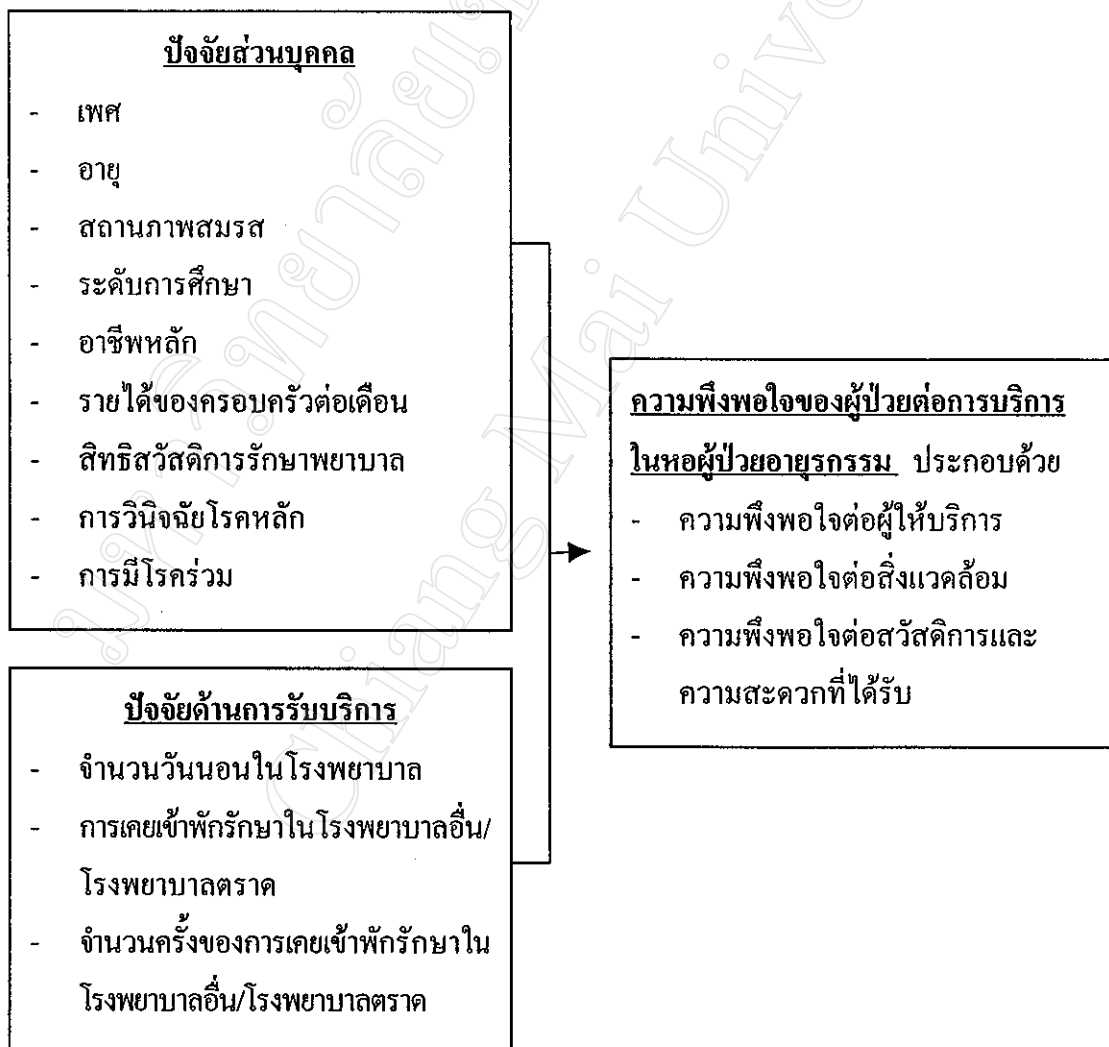 ปัจจัยส่วนบุคคล
- เพศ
- อายุ
- สถานภาพสมรส
- ระดับการศึกษา
- อาชีพหลัก
- รายได้ของครอบครัวต่อเดือน
- สิทธิสวัสดิการรักษาพยาบาล
- การวินิจฉัยโรคหลัก
- การมีโรคร่วม
ปัจจัยด้านการรับบริการ
- จำนวนวันนอนในโรงพยาบาล
- การเคยเข้าพักรักษาในโรงพยาบาลอื่น/
โรงพยาบาลตราด
- จำนวนครั้งของการเคยเข้าพักรักษาใน
โรงพยาบาลอื่น/โรงพยาบาลตราด
ความพึงพอใจของผู้ป่วยต่อการบริการ
ในหอผู้ป่วยอายุรกรรม ประกอบด้วย
- ความพึงพอใจต่อผู้ให้บริการ
- ความพึงพอใจต่อสิ่งแวดล้อม
- ความพึงพอใจต่อสวัสดิการและ
ความสะดวกที่ได้รับ
มหาวิทยาลัยเชี
Chiang Mai Unive